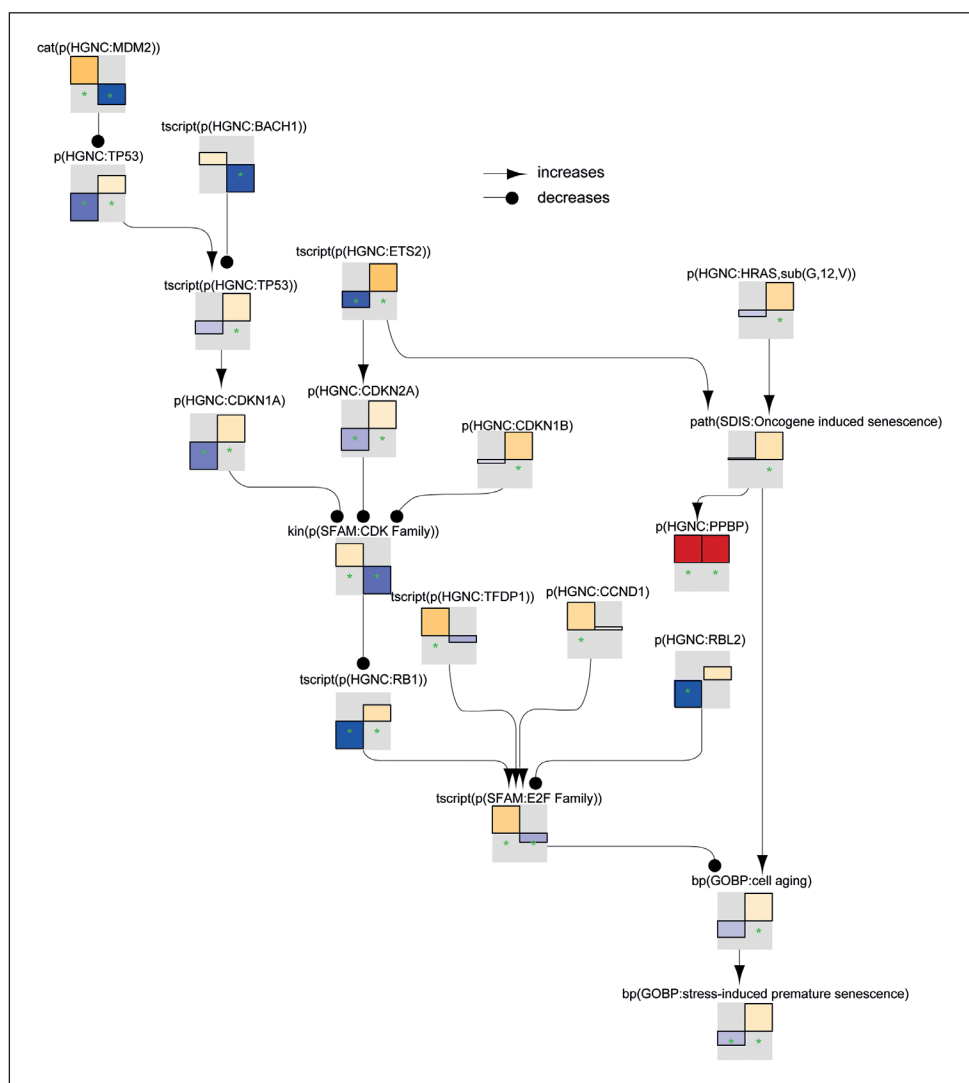 cat(p(HGNC:MDM2))
tscript(p(HGNC:BACH1))
p(HGNC:TP53)
increases
decreases
tscript(p(HGNC:ETS2))
p(HGNC:HRAS,sub(G,12,V))
tscript(p(HGNC:TP53))
p(HGNC:CDKN2A)
p(HGNC:CDKN1A)
p(HGNC:CDKN1B)
path(SDIS:Oncogene induced senescence)
kin(p(SFAM:CDK Family))
p(HGNC:PPBP)
tscript(p(HGNC:TFDP1))
p(HGNC:CCND1)
p(HGNC:RBL2)
tscript(p(HGNC:RB1))
tscript(p(SFAM:E2F Family))
bp(GOBP:cell aging)
bp(GOBP:stress-induced premature senescence)